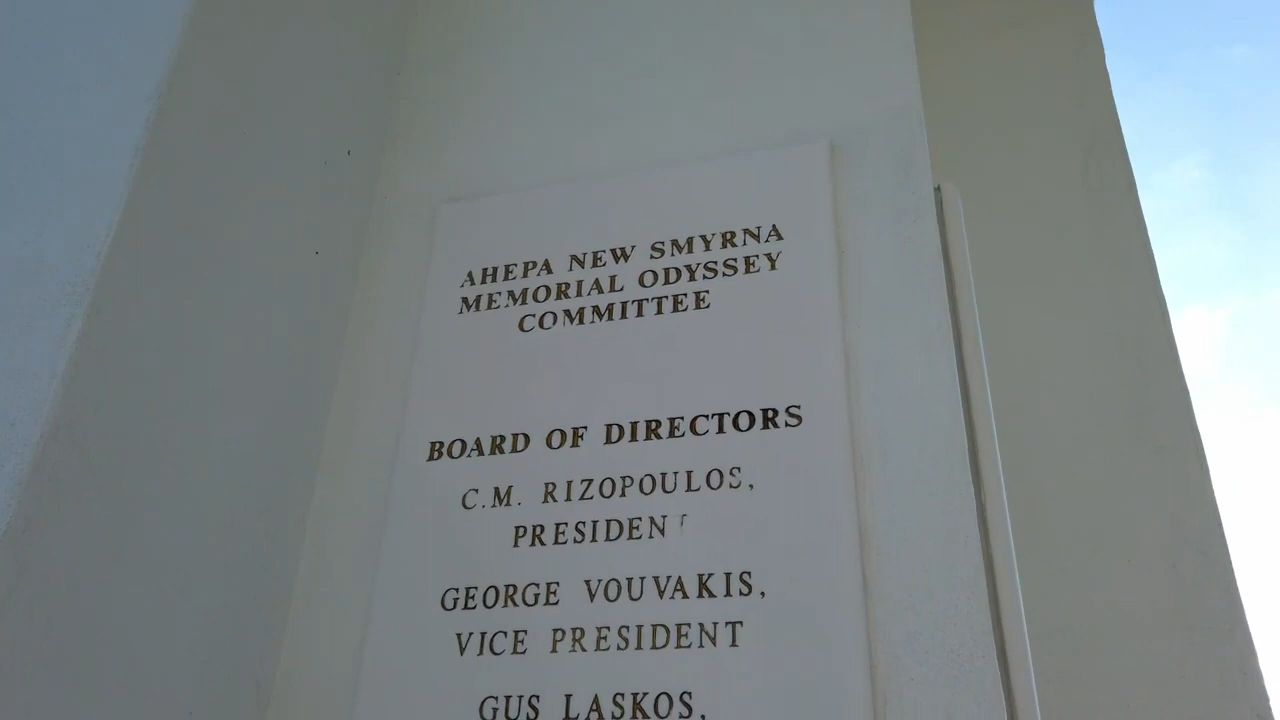 AHEPA NEW SMYRNA
MEMORIAL ODYSSEY
COMMITTEE
BOARD OF DIRECTORS
C.M. RIZOPOULOS,
PRESIDENT
GEORGE VOUVAKIS,
VICE PRESIDENT
GUS LASKOS,